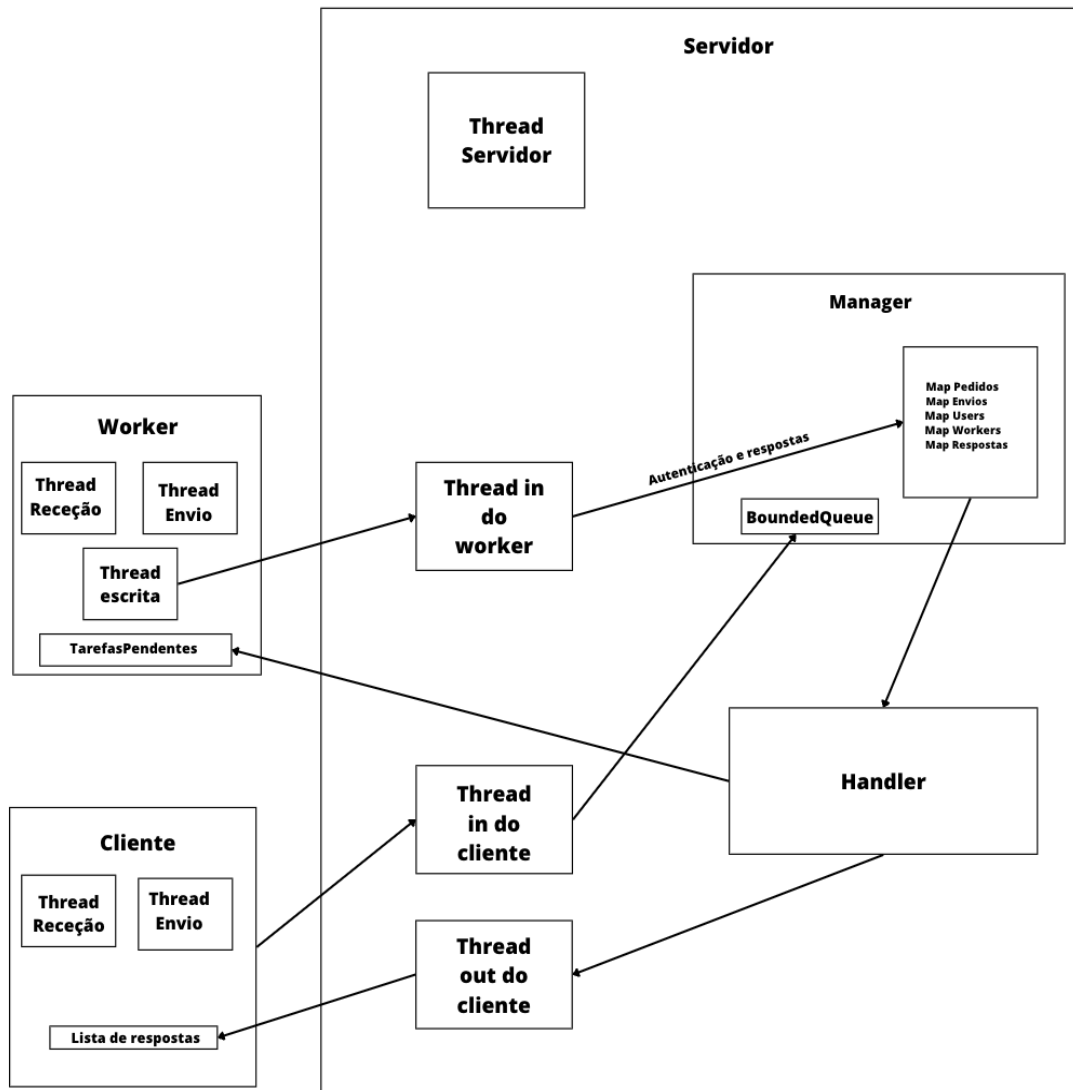 Servidor
Thread
Servidor
Manager
Map Pedidos
Map Envios
Map Users
Map Workers
Map Respostas
BoundedQueue
Autenticação e respostas
Worker
Thread
Receção
Thread
Envio
Thread
escrita
TarefasPendentes
Thread in
do
worker
Thread
in do
cliente
Handler
Cliente
Thread
Receção
Thread
Envio
Lista de respostas
Thread
out do
cliente